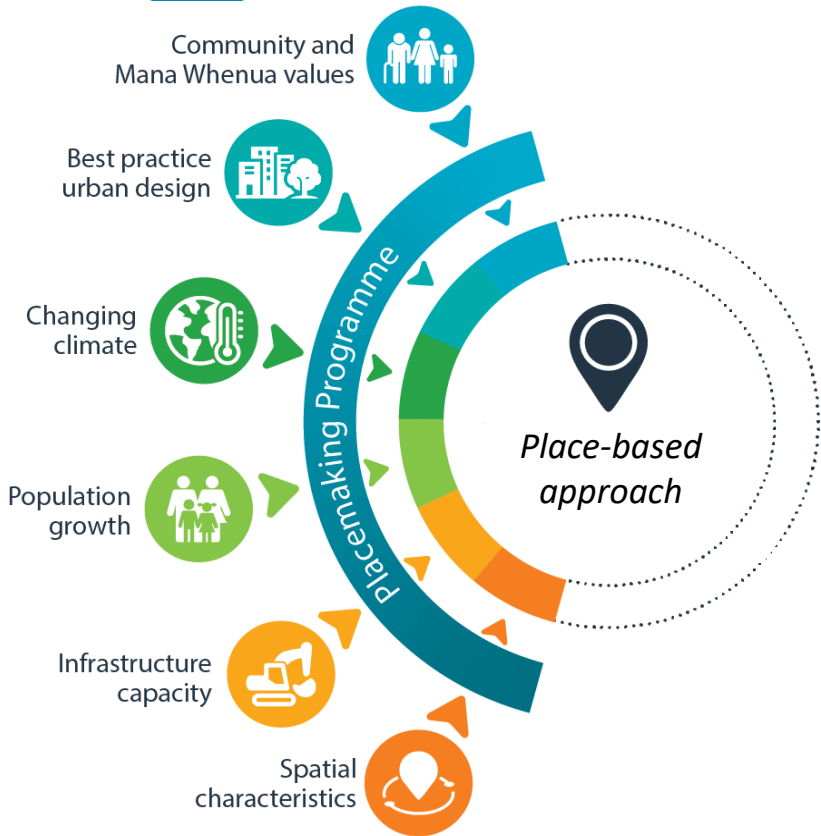 Community and
Mana Whenua values
Best practice
urban design
Changing
climate
Placemaking Programme
Place-based
approach
Population
growth
Infrastructure
capacity
Spatial
characteristics